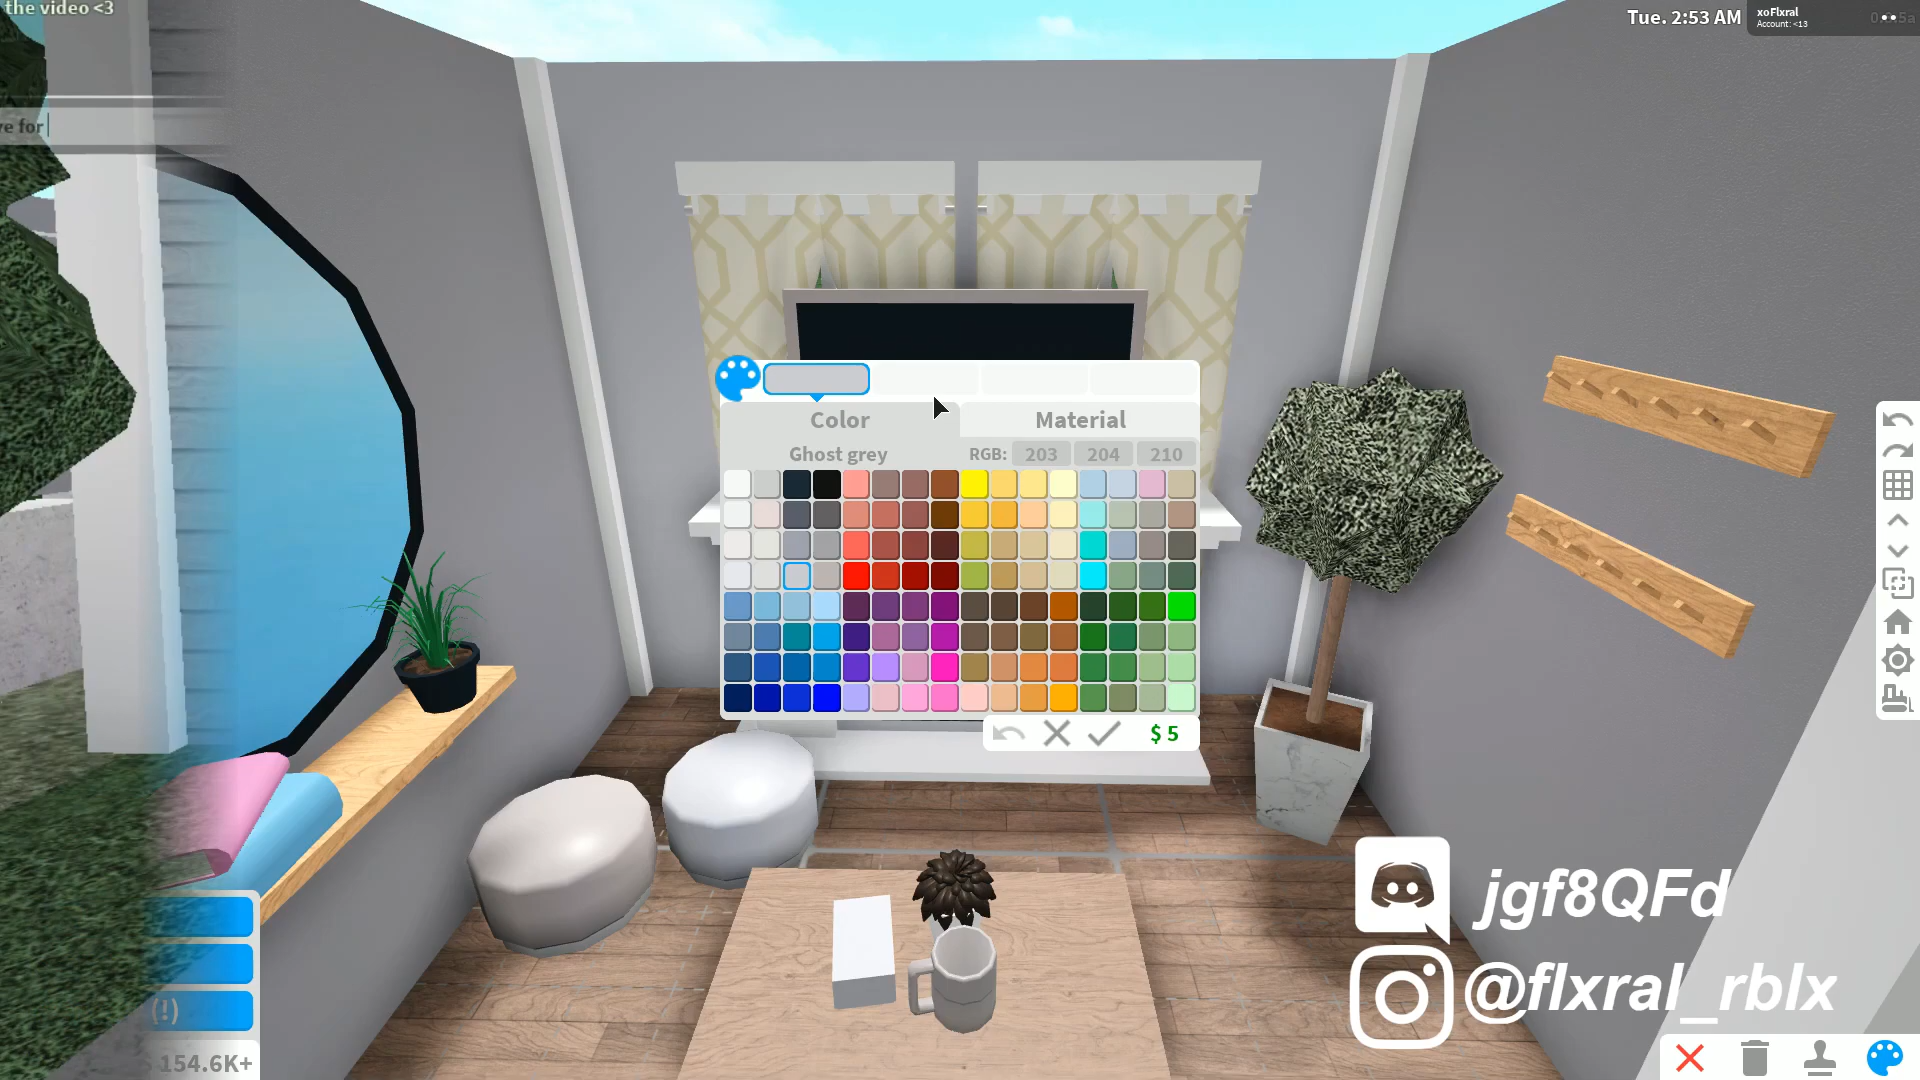 the video <3
Tue. 2:53 AM
xoFlxral
Account: <13
ve for
Color
Material
Ghost grey
RGB: 203 204 210
$ 5
jgf8QFd
@flxral_rblx
(!)
154.6K+